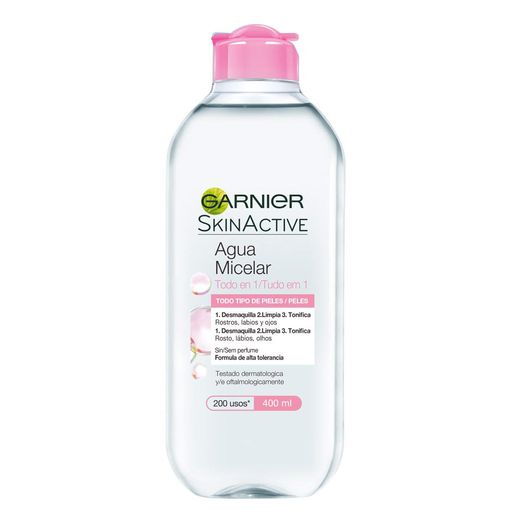 GARNIER
SKINACTIVE
Agua
Micelar
Todo en 1/Tudo em 1
TODO TIPO DE PIELES / PELES
1. Desmaquilla 2.Limpia 3. Tonifica
Rostros, labios y ojos
1. Desmaquilla 2.Limpia 3. Tonifica
Rosto, lábios, olhos
Sin/Sem perfume
Formula de alta tolerancia
Testado dermatologica
y/e oftalmologicamente
200 usos* 400 ml